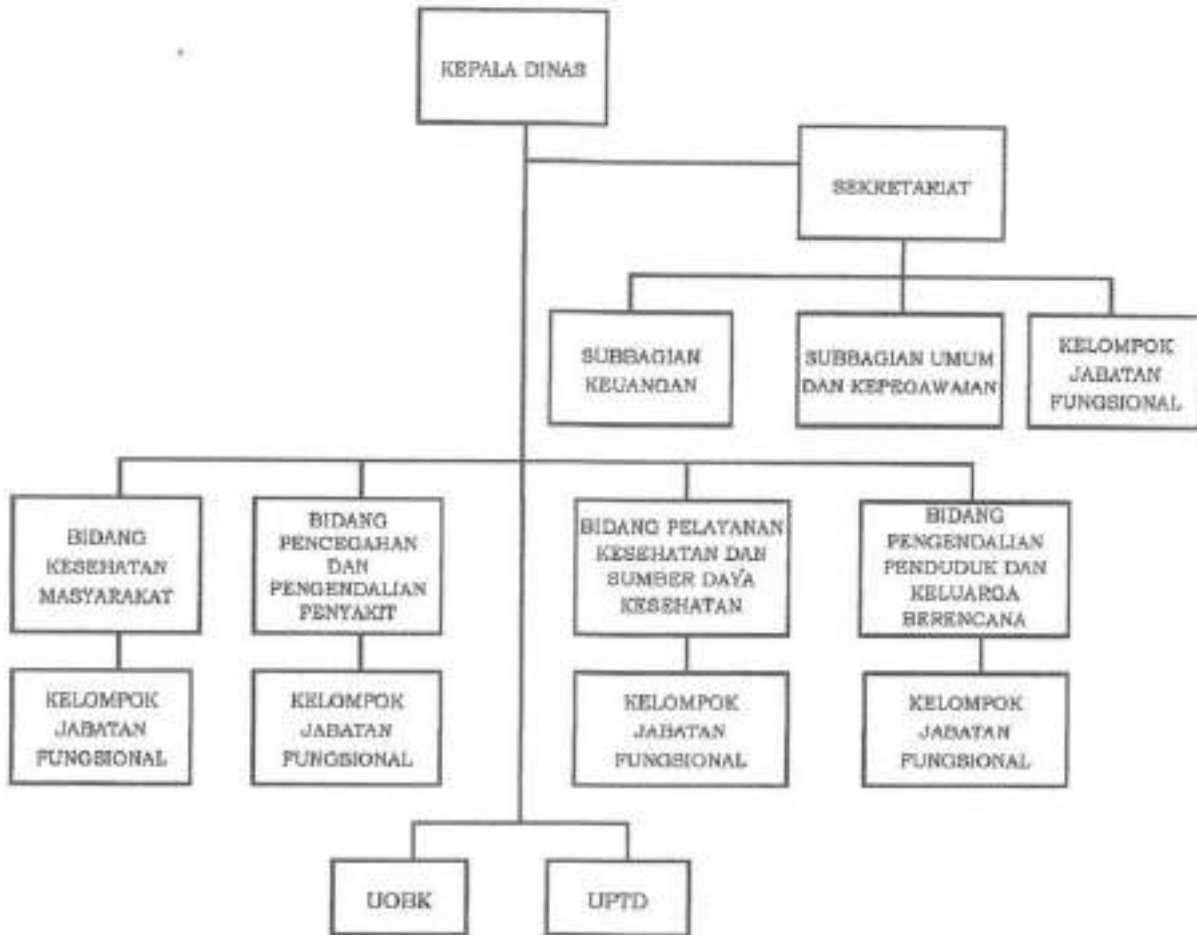 KEPALA DINAS
SEKRETARIAT
SUBBAGIAN
KEUANGAN
SUBBAGIAN UMUM
DAN KEPEGAWAIAN
KELOMPOK
JABATAN
FUNGSIONAL
BIDANG
KESEHATAN
MASYARAKAT
BIDANG
PENCEGAHAN
DAN
PENGENDALIAN
PENYAKIT
BIDANG PELAYANAN
KESEHATAN DAN
SUMBER DAYA
KESEHATAN
BIDANG
PENGENDALIAN
PENDUDUK DAN
KELUARGA
BERENCANA
KELOMPOK
JABATAN
FUNGSIONAL
KELOMPOK
JABATAN
FUNGSIONAL
KELOMPOK
JABATAN
FUNGSIONAL
KELOMPOK
JABATAN
FUNGSIONAL
UOBK
UPTD